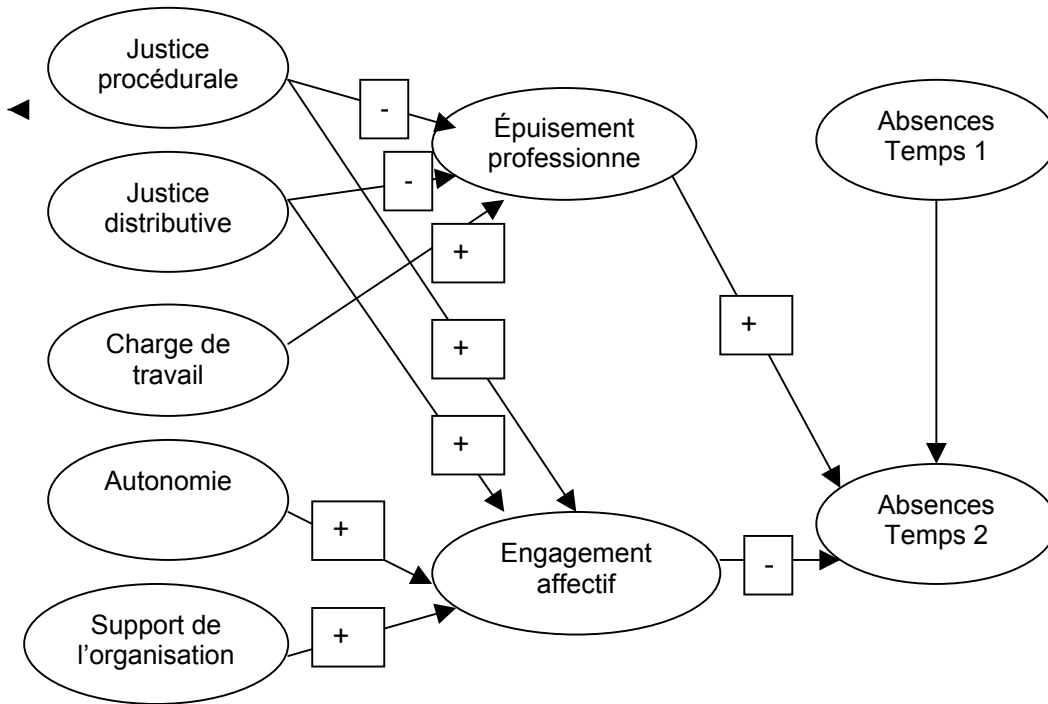 Justice
procédurale
-
Épuisement
professionne
Absences
Temps 1
Justice
distributive
-
+
Charge de
travail
+
+
+
Autonomie
+
Engagement
affectif
-
Absences
Temps 2
Support de
l’organisation
+